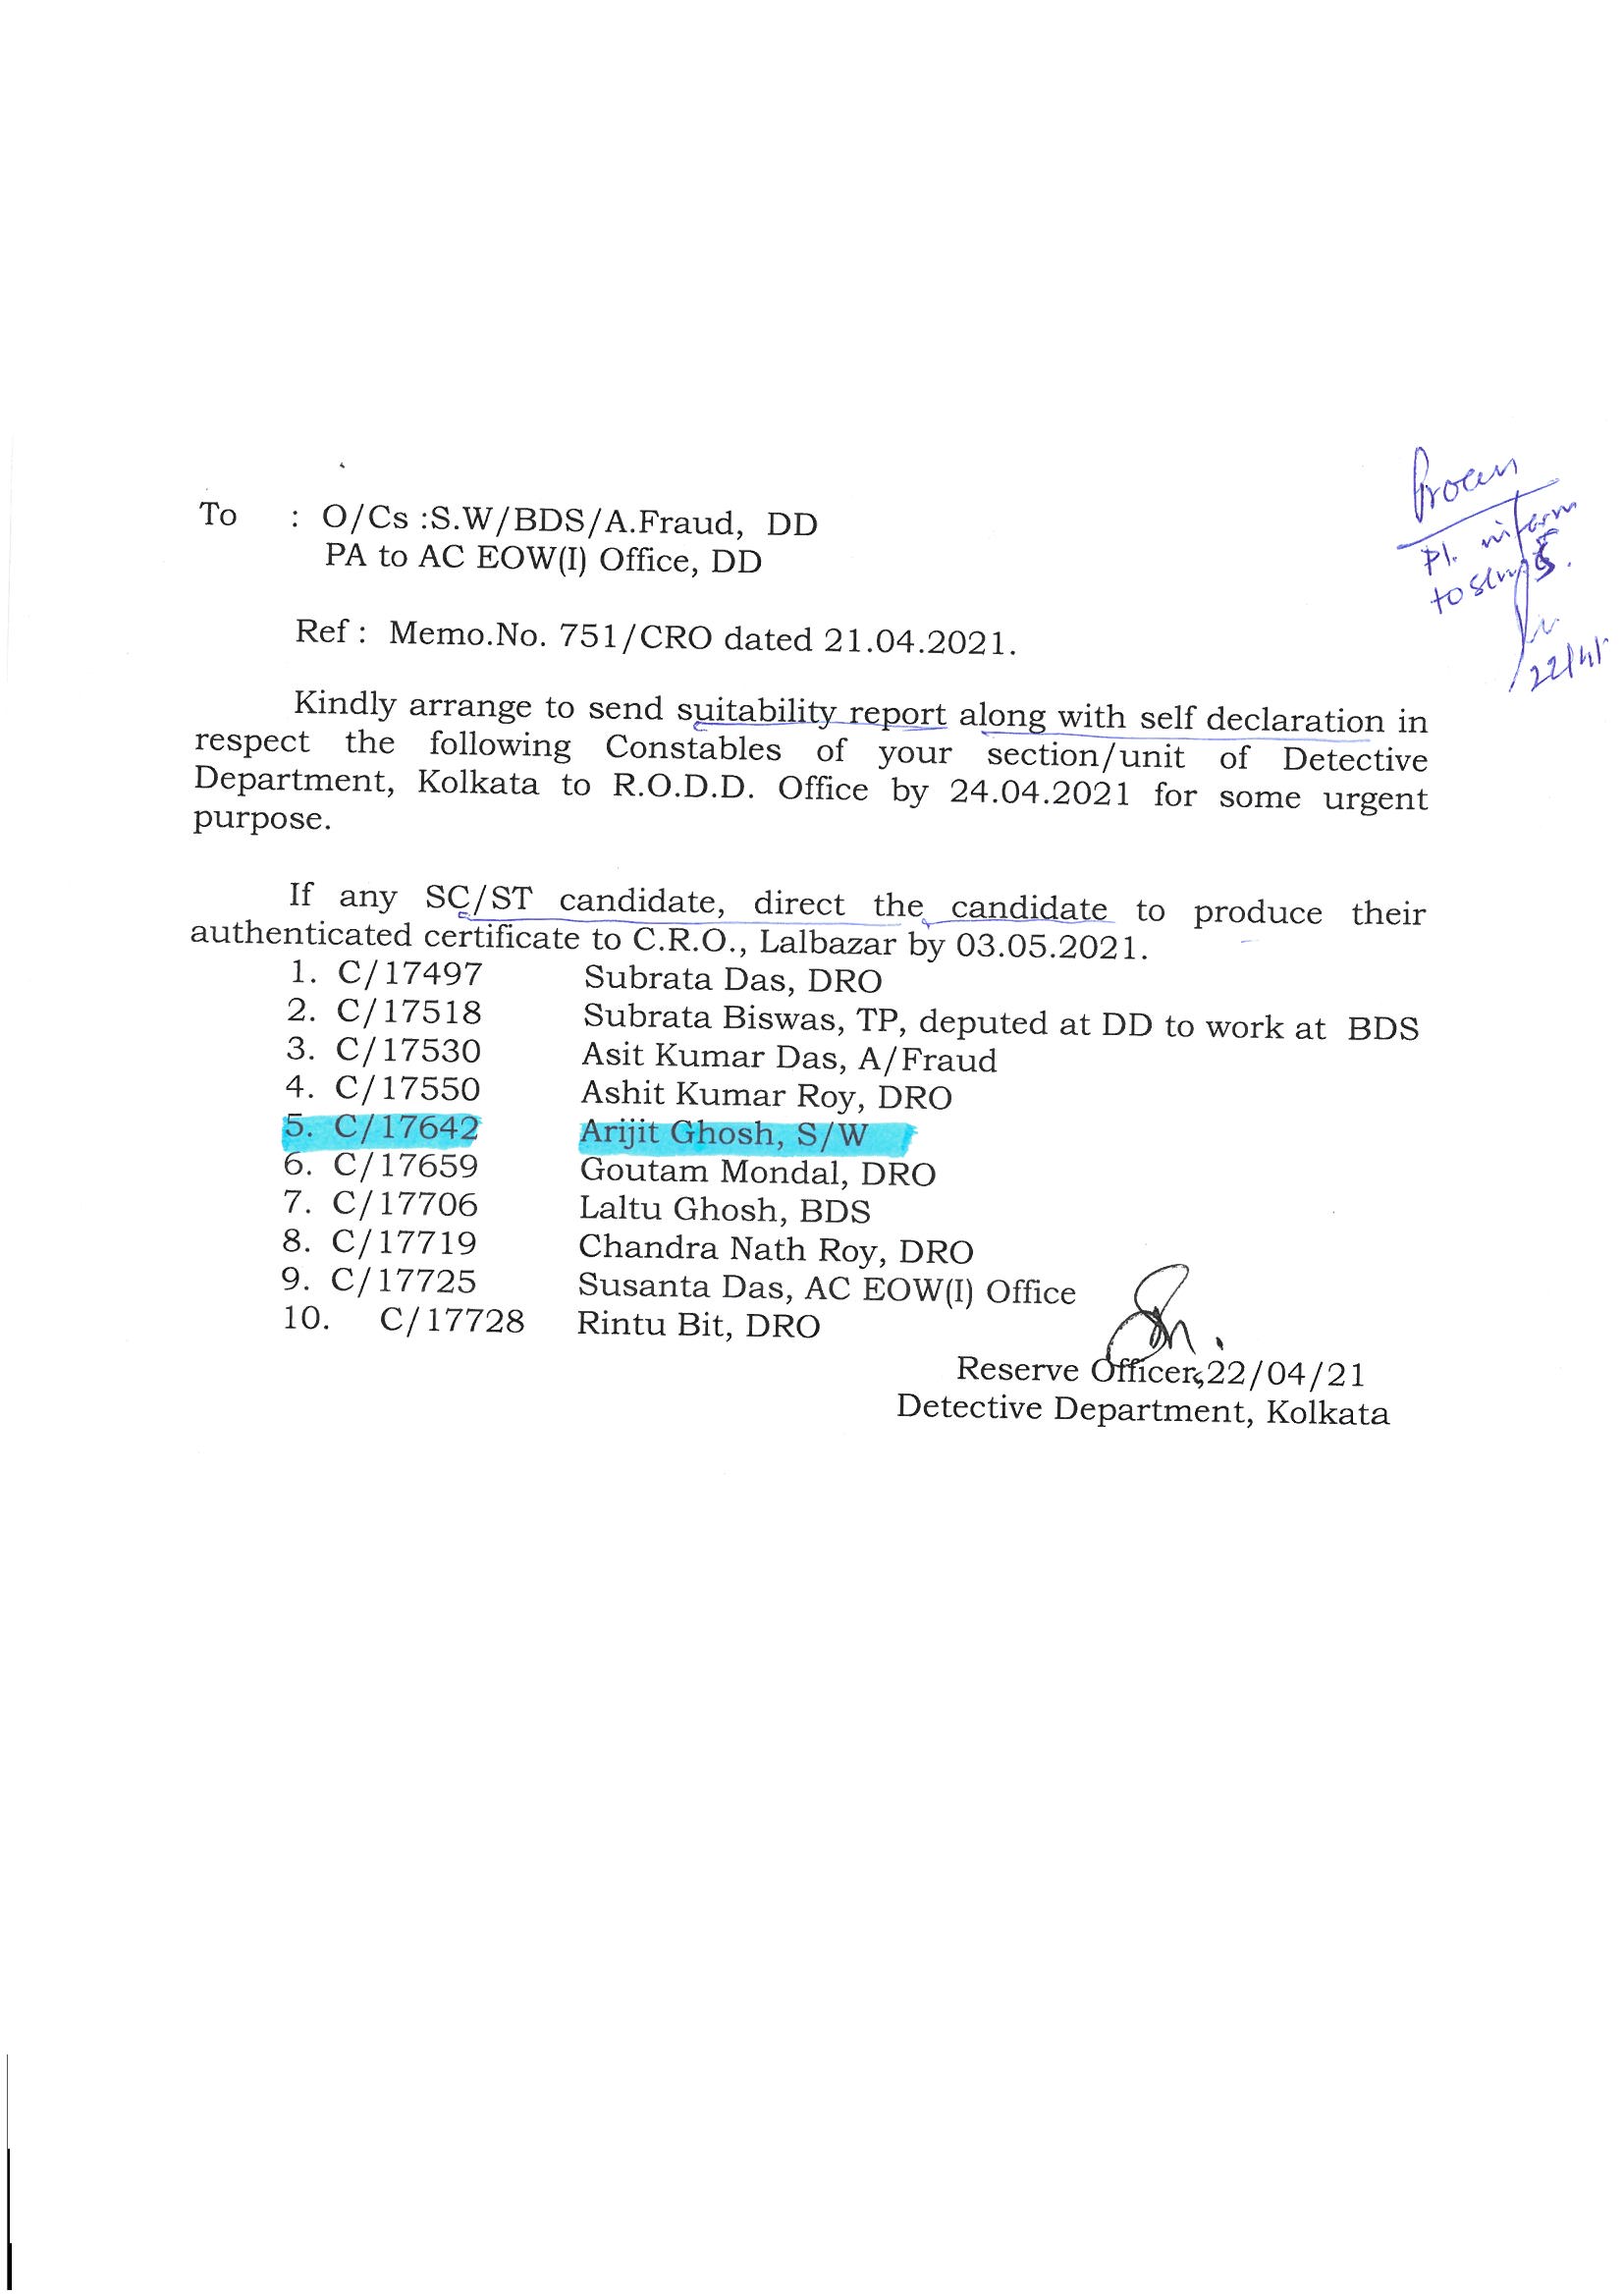 To : O/Cs :S.W/BDS/A.Fraud, DD
PA to AC EOW(I) Office, DD
Pl. inform
to
Ref : Memo.No. 751/CRO dated 21.04.2021.
Kindly arrange to send suitability report along with self declaration in
respect the following Constables of your section/unit of Detective
Department, Kolkata to R.O.D.D. Office by 24.04.2021 for some urgent
purpose.
If any SC/ST candidate, direct the candidate to produce their
authenticated certificate to C.R.O., Lalbazar by 03.05.2021.
1. C/17497 Subrata Das, DRO
2. C/17518 Subrata Biswas, TP, deputed at DD to work at BDS
3. C/17530 Asit Kumar Das, A/Fraud
4. C/17550 Ashit Kumar Roy, DRO
5. C/17642 Arijit Ghosh, S/W
6. C/17659 Goutam Mondal, DRO
7. C/17706 Laltu Ghosh, BDS
8. C/17719 Chandra Nath Roy, DRO
9. C/17725 Susanta Das, AC EOW(I) Office
10. C/17728 Rintu Bit, DRO
Reserve Officer,22/04/21
Detective Department, Kolkata